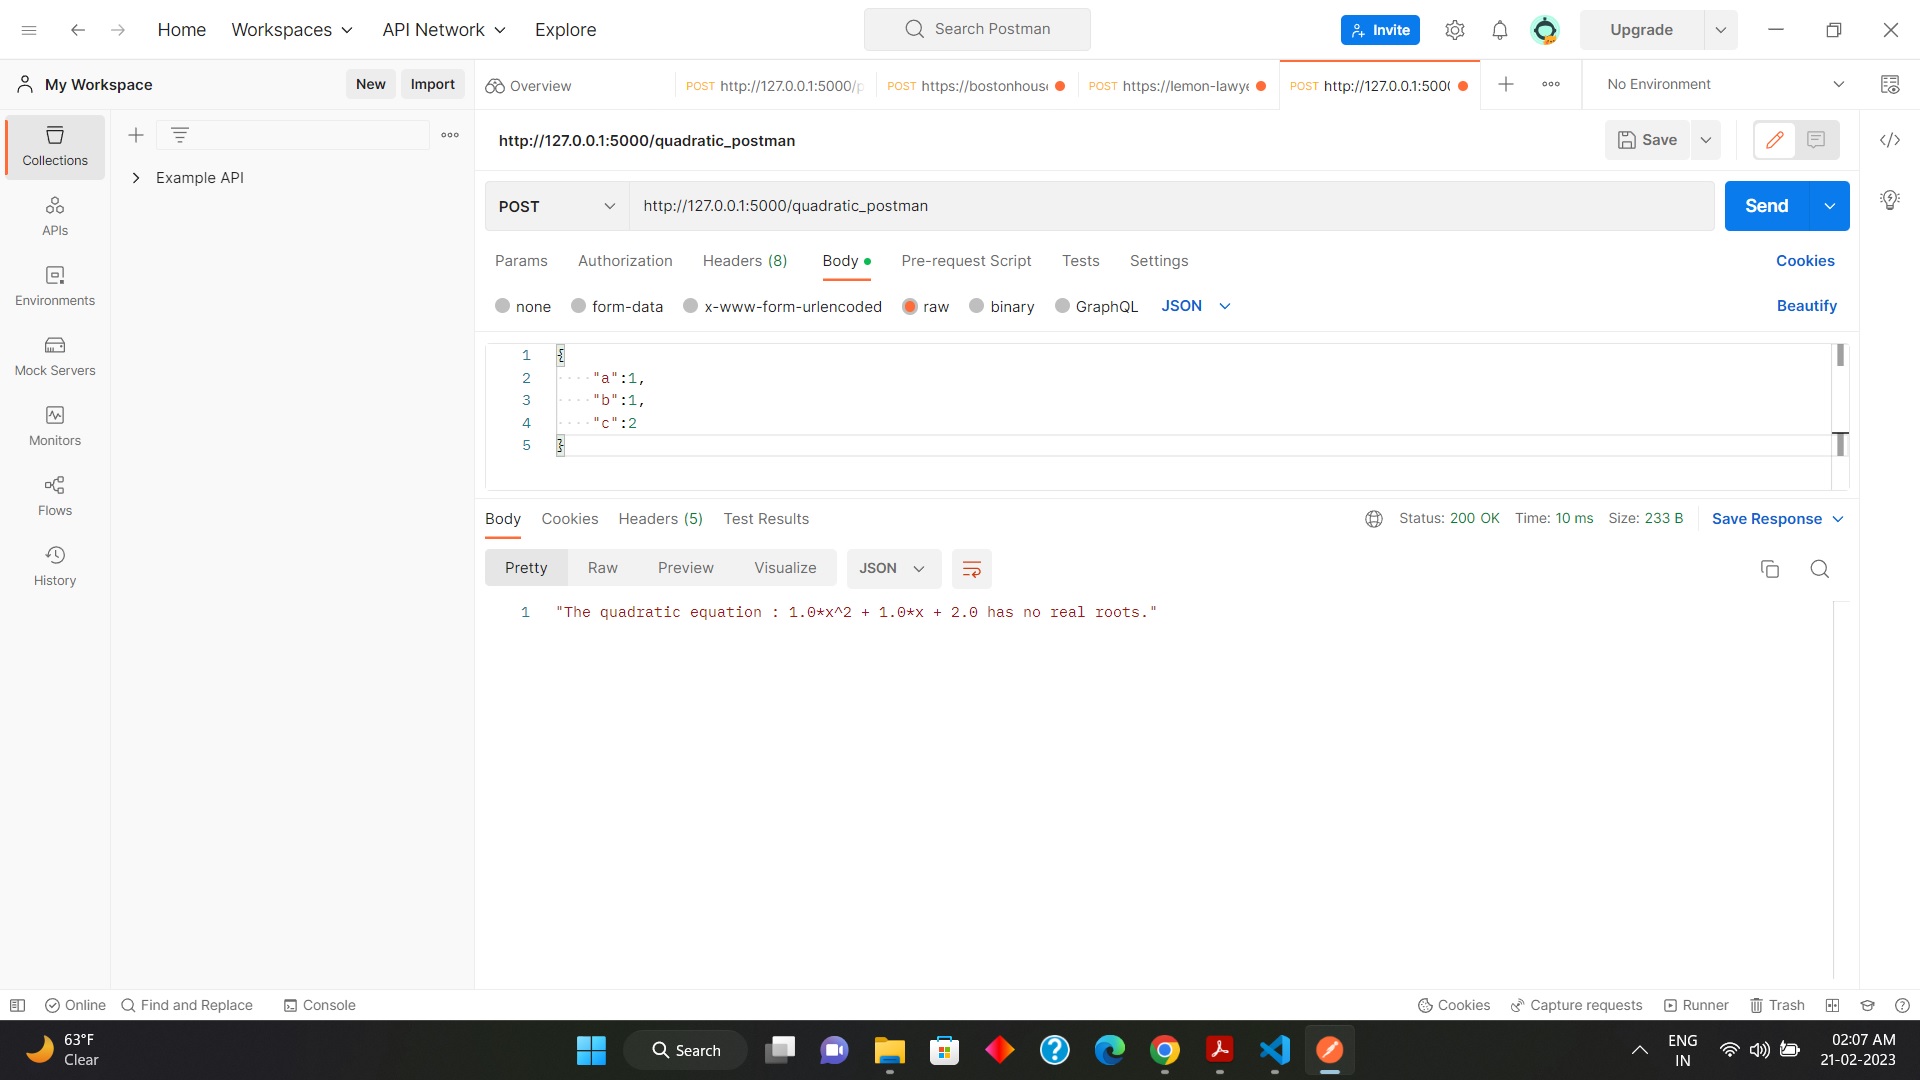 Home Workspaces API Network Explore Search Postman Invite Upgrade
My Workspace New Import Overview POST http://127.0.0.1:5000/p POST https://bostonhous POST https://lemon-lawye POST http://127.0.0.1:5000 No Environment
Collections
APIs
Environments
Mock Servers
Monitors
Flows
History
Example API
http://127.0.0.1:5000/quadratic_postman Save
POST http://127.0.0.1:5000/quadratic_postman Send
Params Authorization Headers (8) Body Pre-request Script Tests Settings Cookies
none form-data x-www-form-urlencoded raw binary GraphQL JSON Beautify
1 {
2 "a":1,
3 "b":1,
4 "c":2
5 }
Body Cookies Headers (5) Test Results Status: 200 OK Time: 10 ms Size: 233 B Save Response
Pretty Raw Preview Visualize JSON
1 "The quadratic equation : 1.0*x^2 + 1.0*x + 2.0 has no real roots."
Online Find and Replace Console Cookies Capture requests Runner Trash
63°F
Clear
Search
ENG
IN
02:07 AM
21-02-2023